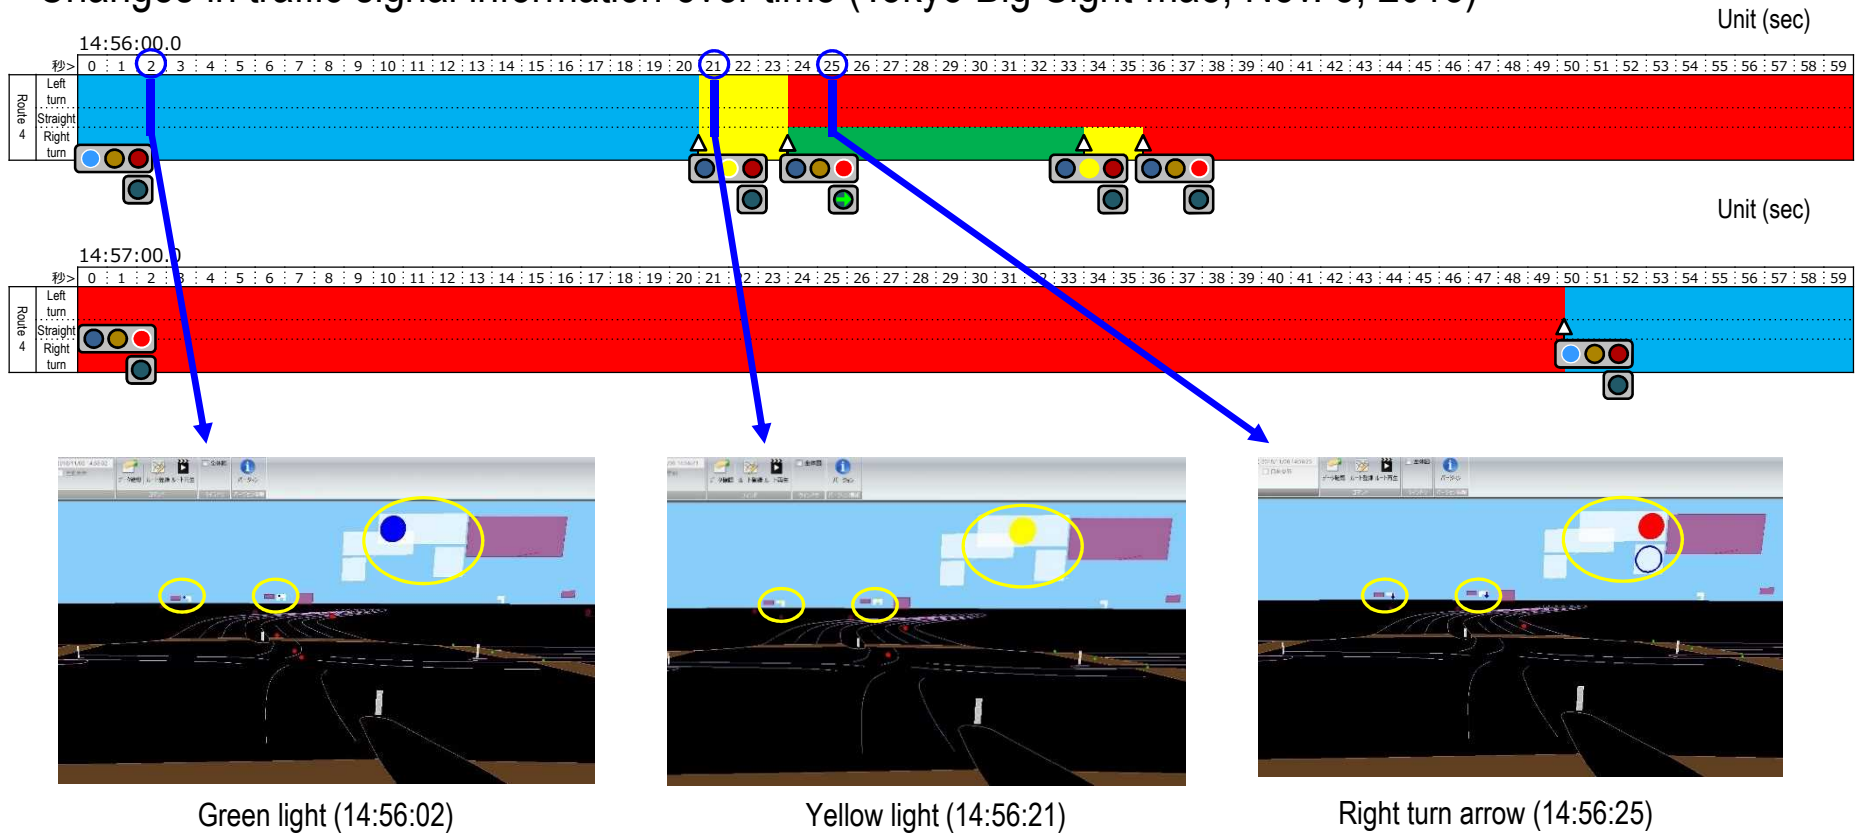 Unit (sec)
14:56:00.0
秒> 0 1 2 3 4 5 6 7 8 9 10 11 12 13 14 15 16 17 18 19 20 21 22 23 24 25 26 27 28 29 30 31 32 33 34 35 36 37 38 39 40 41 42 43 44 45 46 47 48 49 50 51 52 53 54 55 56 57 58 59
Route 4
Left turn
Straight
Right turn
Unit (sec)
14:57:00.0
秒> 0 1 2 3 4 5 6 7 8 9 10 11 12 13 14 15 16 17 18 19 20 21 22 23 24 25 26 27 28 29 30 31 32 33 34 35 36 37 38 39 40 41 42 43 44 45 46 47 48 49 50 51 52 53 54 55 56 57 58 59
Route 4
Left turn
Straight
Right turn
Green light (14:56:02)
Yellow light (14:56:21)
Right turn arrow (14:56:25)